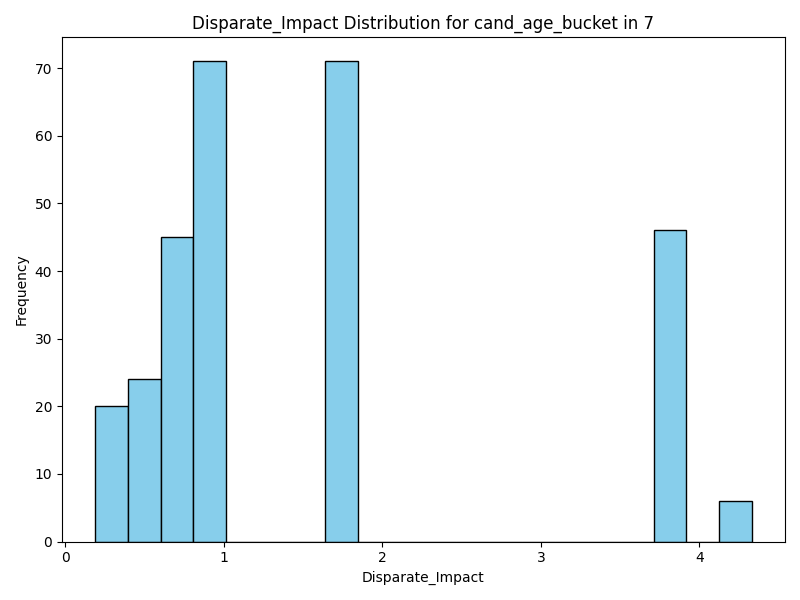 Disparate_Impact Distribution for cand_age_bucket in 7
Frequency
70
60
50
40
30
20
10
0
0 1 2 3 4
Disparate_Impact